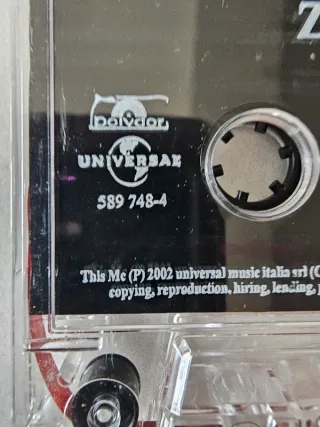 Z
polydor
UNIVERSAL
589 748-4
This Mc (P) 2002 universal music italia srl (C
copying, reproduction, hiring, lending, p